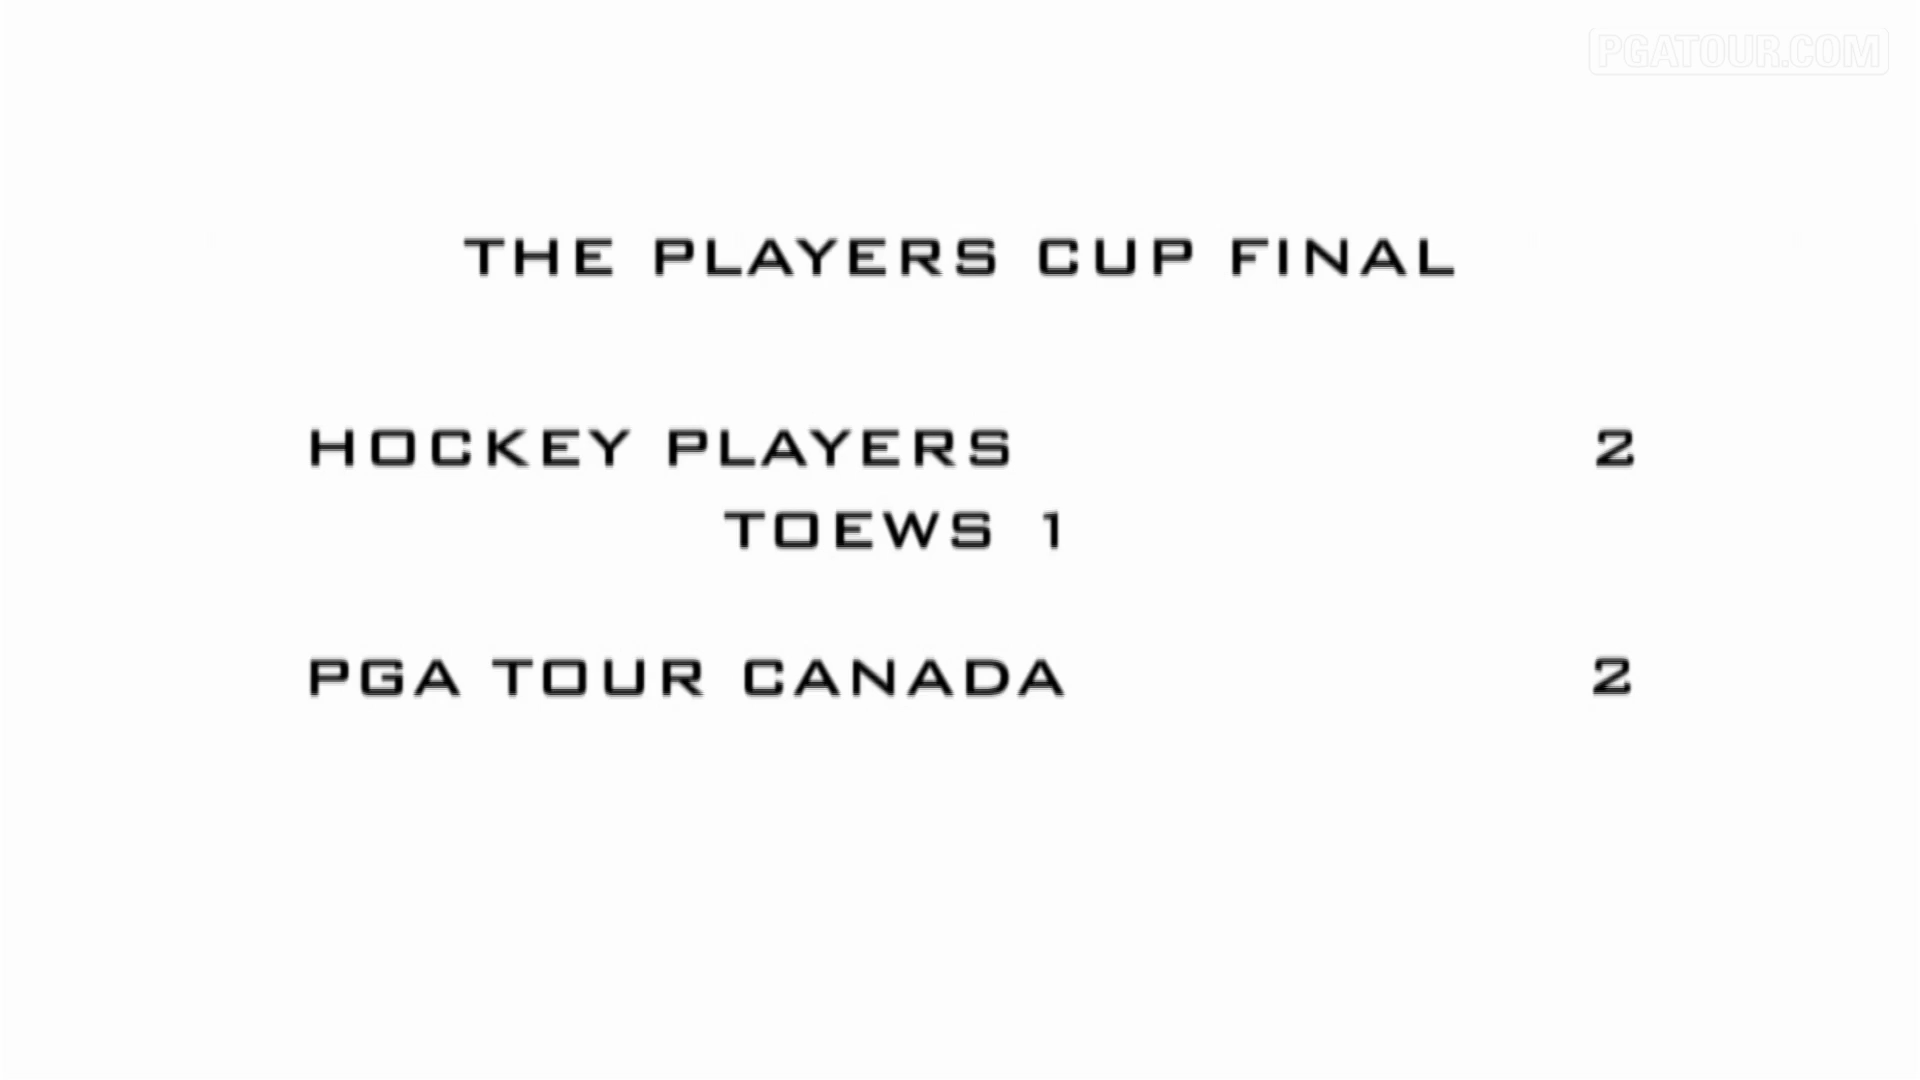 PGATOUR.COM
THE PLAYERS CUP FINAL
HOCKEY PLAYERS 2
TOEWS 1
PGA TOUR CANADA 2